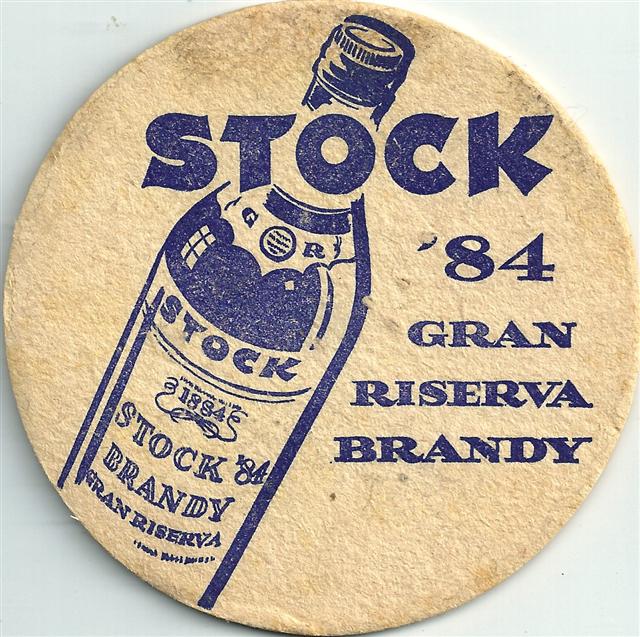 STOCK
'84
GRAN
RISERVA
BRANDY
G R
STOCK
1884
STOCK '84
BRANDY
GRAN RISERVA